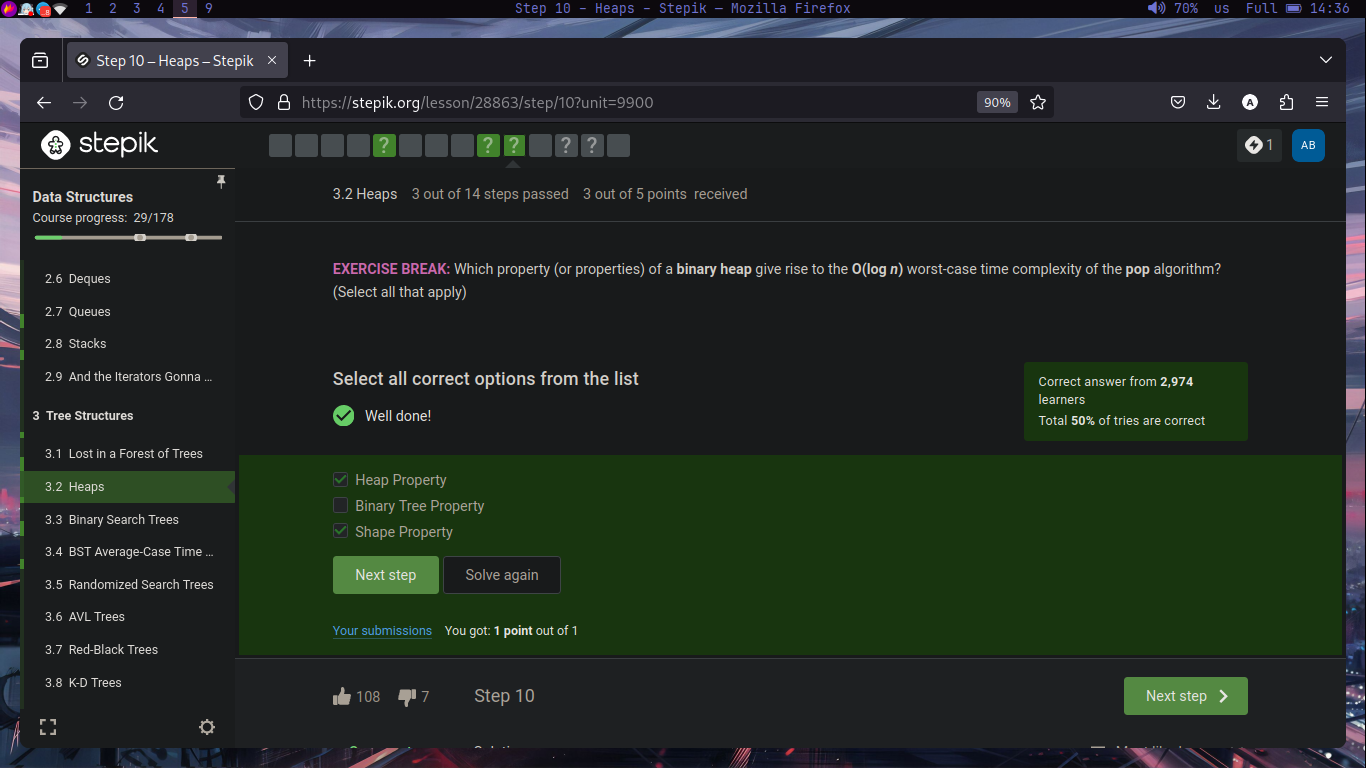 1 2 3 4 5 9 Step 10 – Heaps – Stepik — Mozilla Firefox 70% us Full 14:36
Step 10 – Heaps – Stepik
https://stepik.org/lesson/28863/step/10?unit=9900 90% A
stepik ? ? ? ? ? 1 AB
Data Structures
Course progress: 29/178
2.6 Deques
2.7 Queues
2.8 Stacks
2.9 And the Iterators Gonna ...
3 Tree Structures
3.1 Lost in a Forest of Trees
3.2 Heaps
3.3 Binary Search Trees
3.4 BST Average-Case Time ...
3.5 Randomized Search Trees
3.6 AVL Trees
3.7 Red-Black Trees
3.8 K-D Trees
3.2 Heaps 3 out of 14 steps passed 3 out of 5 points received
EXERCISE BREAK: Which property (or properties) of a binary heap give rise to the O(log n) worst-case time complexity of the pop algorithm?
(Select all that apply)
Select all correct options from the list
Well done!
Correct answer from 2,974
learners
Total 50% of tries are correct
Heap Property
Binary Tree Property
Shape Property
Next step Solve again
Your submissions You got: 1 point out of 1
108 7 Step 10 Next step